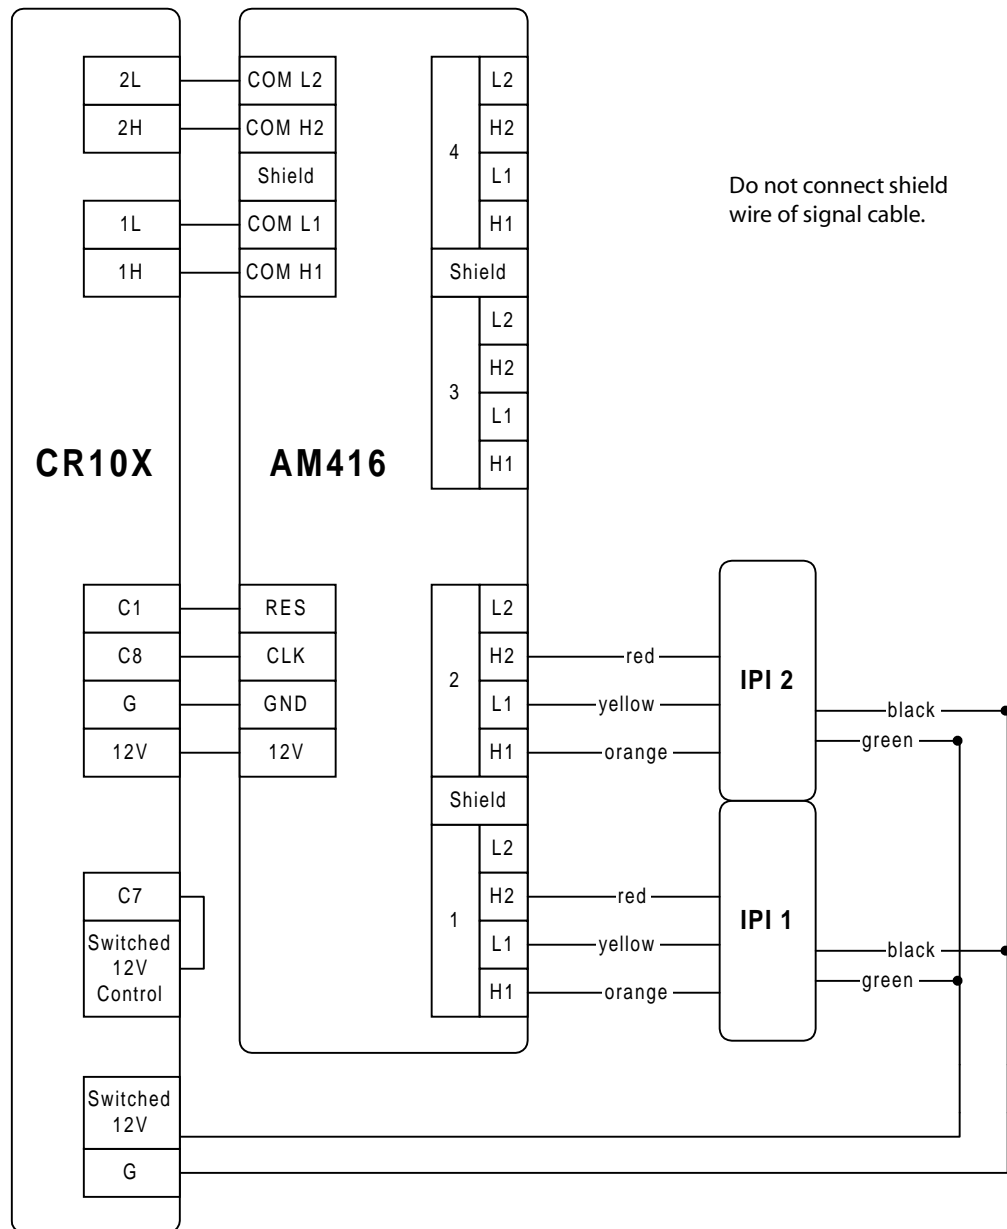 2L
COM L2
L2
2H
COM H2
H2
4
Shield
L1
1L
COM L1
H1
1H
COM H1
Shield
Do not connect shield
wire of signal cable.
L2
H2
3
L1
H1
CR10X
AM416
C1
RES
L2
C8
CLK
H2
red
2
IPI 2
G
GND
L1
yellow
black
12V
12V
H1
orange
green
Shield
L2
C7
H2
red
1
IPI 1
Switched
12V
Control
L1
yellow
black
H1
orange
green
Switched
12V
G